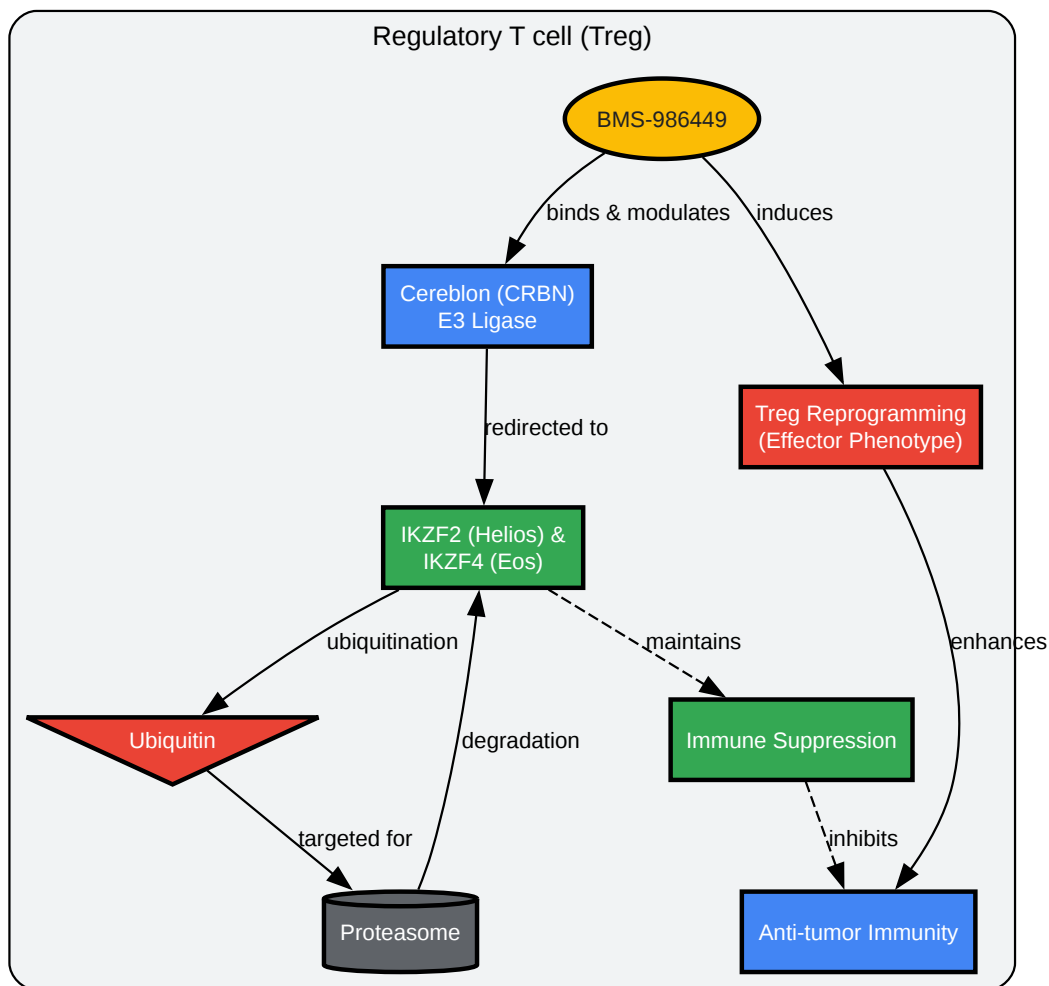 Regulatory T cell (Treg)
BMS-986449
binds & modulates
induces
Cereblon (CRBN)
E3 Ligase
Treg Reprogramming
(Effector Phenotype)
redirected to
IKZF2 (Helios) &
IKZF4 (Eos)
ubiquitination
maintains
enhances
Ubiquitin
degradation
Immune Suppression
targeted for
inhibits
Proteasome
Anti-tumor Immunity